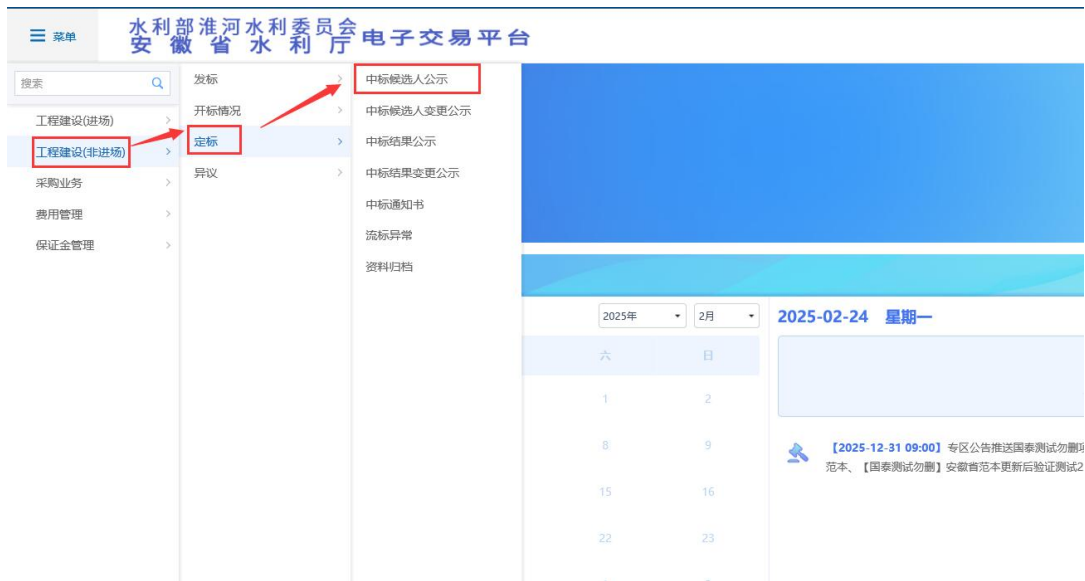 菜单
水利部淮河水利委员会
安徽省水利厅
电子交易平台
搜索
工程建设(进场)
工程建设(非进场)
采购业务
费用管理
保证金管理
发标
开标情况
定标
异议
中标候选人公示
中标候选人变更公示
中标结果公示
中标结果变更公示
中标通知书
流标异常
资料归档
2025年 2月
2025-02-24 星期一
六 日
1 2
8 9
15 16
22 23
【2025-12-31 09:00】专区公告推送国泰测试勿删项
范本、【国泰测试勿删】安徽省范本更新后验证测试2